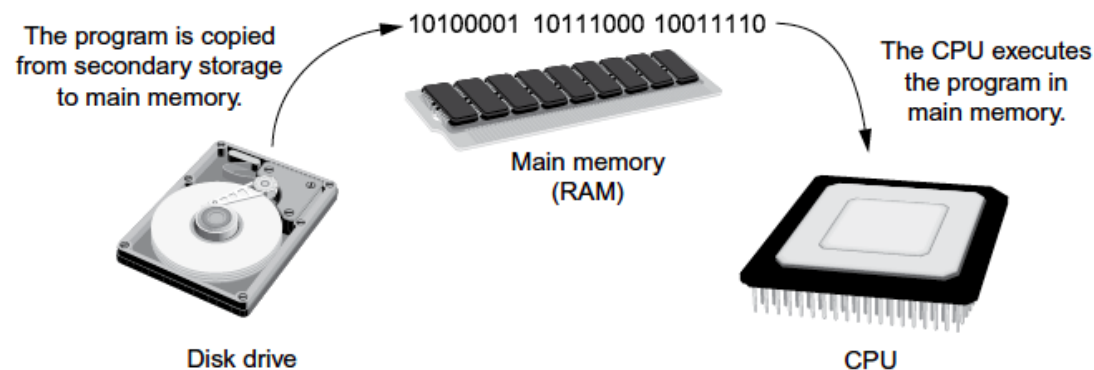 The program is copied
from secondary storage
to main memory.
10100001 10111000 10011110
The CPU executes
the program in
main memory.
Main memory
(RAM)
Disk drive
CPU